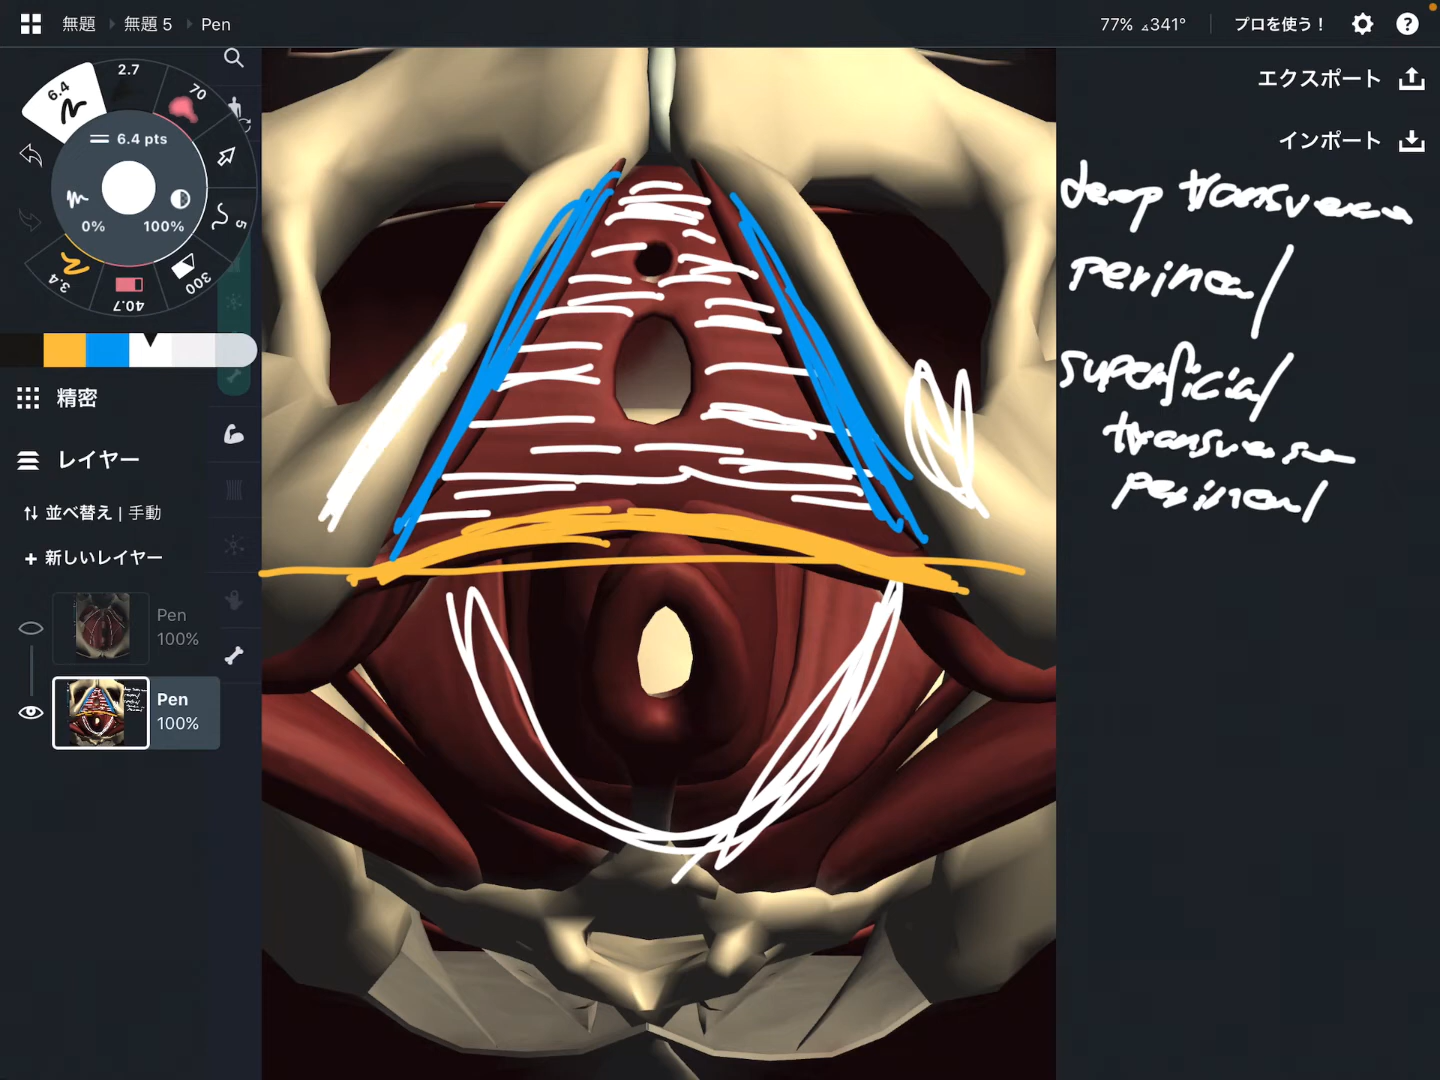 無題 無題 5 Pen
77% ⊿341° プロを使う！
エクスポート
インポート
2.7
6.4
70
6.4 pts
0% 100%
5
3.4
40.7
300
精密
レイヤー
並べ替え | 手動
+ 新しいレイヤー
Pen
100%
Pen
100%
deep transverse
perineal
superficial
transverse
perineal